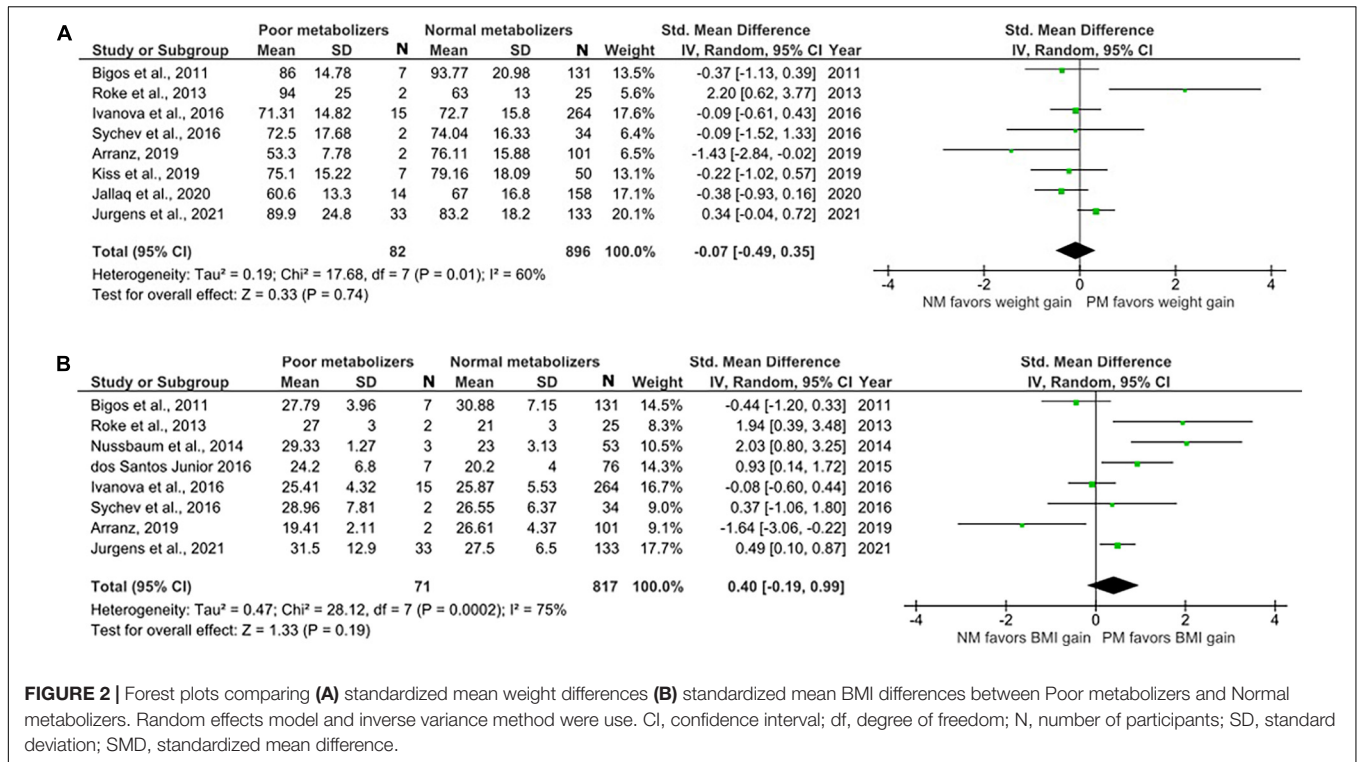 A
Poor metabolizers Normal metabolizers Std. Mean Difference Std. Mean Difference
Study or Subgroup Mean SD N Mean SD N Weight IV, Random, 95% CI Year IV, Random, 95% CI
Bigos et al., 2011 86 14.78 7 93.77 20.98 131 13.5% -0.37 [-1.13, 0.39] 2011
Roke et al., 2013 94 25 2 63 13 25 5.6% 2.20 [0.62, 3.77] 2013
Ivanova et al., 2016 71.31 14.82 15 72.7 15.8 264 17.6% -0.09 [-0.61, 0.43] 2016
Sychev et al., 2016 72.5 17.68 2 74.04 16.33 34 6.4% -0.09 [-1.52, 1.33] 2016
Arranz, 2019 53.3 7.78 2 76.11 15.88 101 6.5% -1.43 [-2.84, -0.02] 2019
Kiss et al., 2019 75.1 15.22 7 79.16 18.09 50 13.1% -0.22 [-1.02, 0.57] 2019
Jallaq et al., 2020 60.6 13.3 14 67 16.8 158 17.1% -0.38 [-0.93, 0.16] 2020
Jurgens et al., 2021 89.9 24.8 33 83.2 18.2 133 20.1% 0.34 [-0.04, 0.72] 2021
Total (95% CI) 82 896 100.0% -0.07 [-0.49, 0.35]
Heterogeneity: Tau² = 0.19; Chi² = 17.68, df = 7 (P = 0.01); I² = 60%
Test for overall effect: Z = 0.33 (P = 0.74)
-4 -2 0 2 4
NM favors weight gain PM favors weight gain
B
Poor metabolizers Normal metabolizers Std. Mean Difference Std. Mean Difference
Study or Subgroup Mean SD N Mean SD N Weight IV, Random, 95% CI Year IV, Random, 95% CI
Bigos et al., 2011 27.79 3.96 7 30.88 7.15 131 14.5% -0.44 [-1.20, 0.33] 2011
Roke et al., 2013 27 3 2 21 3 25 8.3% 1.94 [0.39, 3.48] 2013
Nussbaum et al., 2014 29.33 1.27 3 23 3.13 53 10.5% 2.03 [0.80, 3.25] 2014
dos Santos Junior 2016 24.2 6.8 7 20.2 4 76 14.3% 0.93 [0.14, 1.72] 2015
Ivanova et al., 2016 25.41 4.32 15 25.87 5.53 264 16.7% -0.08 [-0.60, 0.44] 2016
Sychev et al., 2016 28.96 7.81 2 26.55 6.37 34 9.0% 0.37 [-1.06, 1.80] 2016
Arranz, 2019 19.41 2.11 2 26.61 4.37 101 9.1% -1.64 [-3.06, -0.22] 2019
Jurgens et al., 2021 31.5 12.9 33 27.5 6.5 133 17.7% 0.49 [0.10, 0.87] 2021
Total (95% CI) 71 817 100.0% 0.40 [-0.19, 0.99]
Heterogeneity: Tau² = 0.47; Chi² = 28.12, df = 7 (P = 0.0002); I² = 75%
Test for overall effect: Z = 1.33 (P = 0.19)
-4 -2 0 2 4
NM favors BMI gain PM favors BMI gain
FIGURE 2 | Forest plots comparing (A) standardized mean weight differences (B) standardized mean BMI differences between Poor metabolizers and Normal
metabolizers. Random effects model and inverse variance method were use. CI, confidence interval; df, degree of freedom; N, number of participants; SD, standard
deviation; SMD, standardized mean difference.